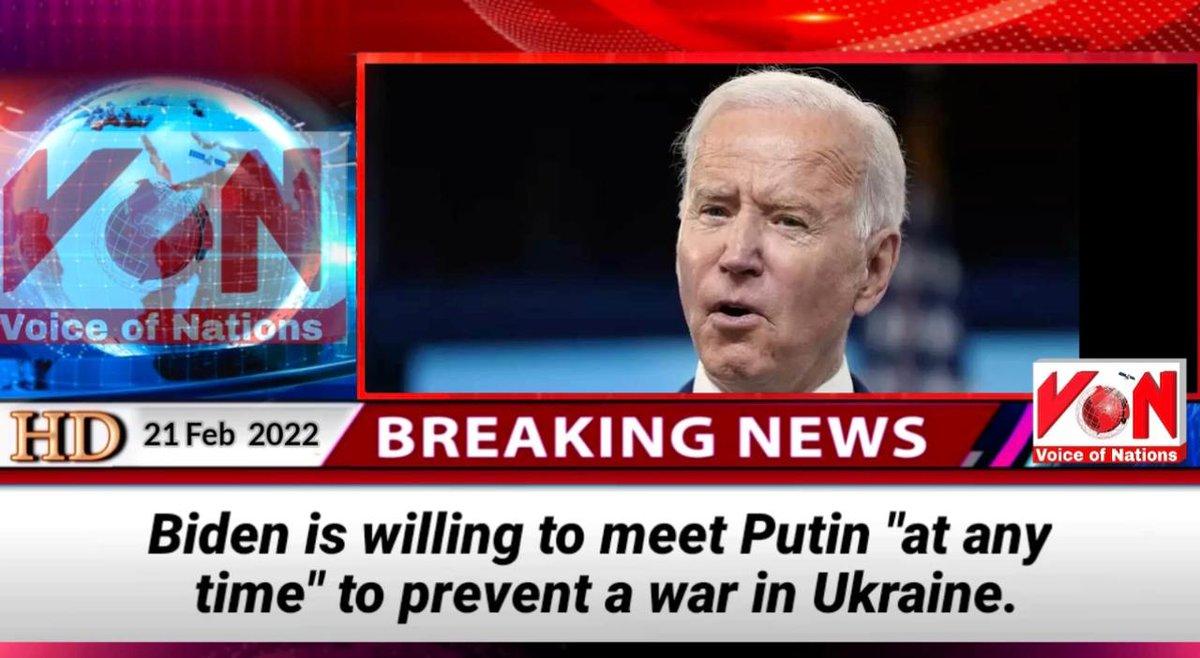 VON
Voice of Nations
HD 21 Feb 2022 BREAKING NEWS
VON
Voice of Nations
Biden is willing to meet Putin "at any
time" to prevent a war in Ukraine.